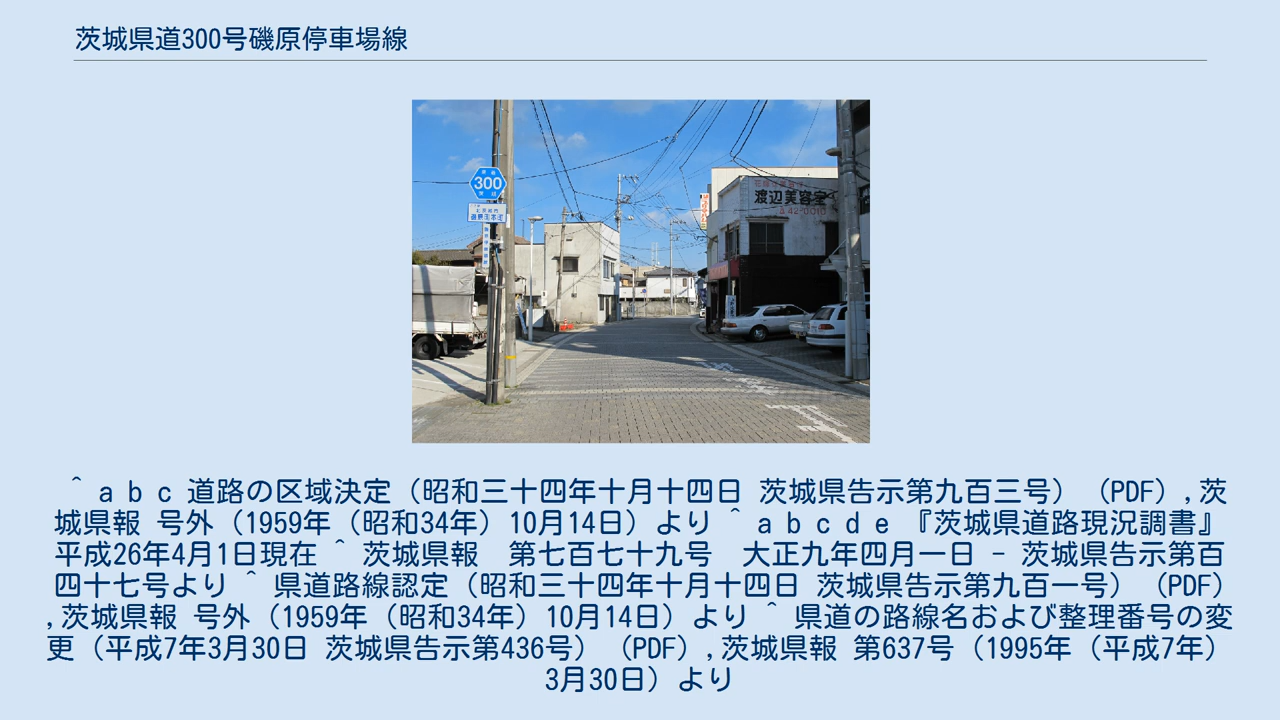 茨城県道300号磯原停車場線
300
渡辺美容室
^ a b c 道路の区域決定（昭和三十四年十月十四日 茨城県告示第九百三号）（PDF）,茨
城県報 号外（1959年（昭和34年）10月14日）より ^ a b c d e 『茨城県道路現況調書』
平成26年4月1日現在 ^ 茨城県報　第七百七十九号　大正九年四月一日 - 茨城県告示第百
四十七号より ^ 県道路線認定（昭和三十四年十月十四日 茨城県告示第九百一号）（PDF）
,茨城県報 号外（1959年（昭和34年）10月14日）より ^ 県道の路線名および整理番号の変
更（平成7年3月30日 茨城県告示第436号）（PDF）,茨城県報 第637号（1995年（平成7年）
3月30日）より